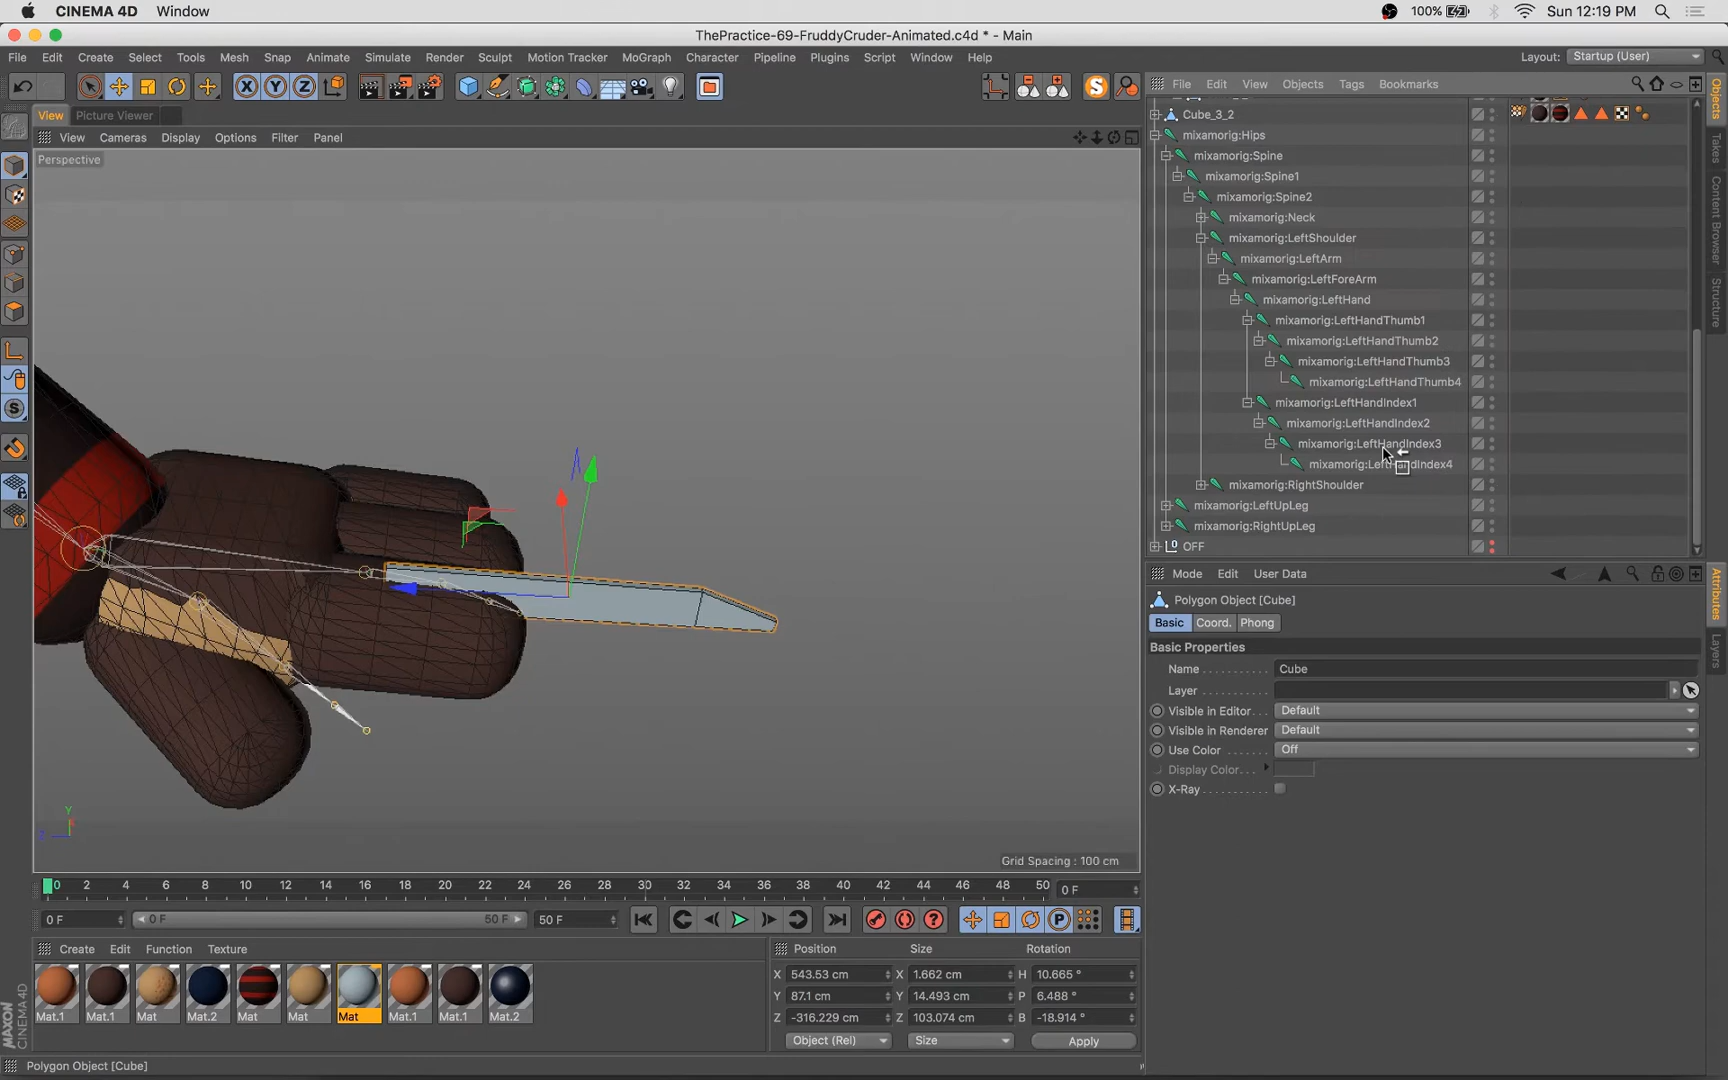 CINEMA 4D Window
100% Sun 12:19 PM
ThePractice-69-FruddyCruder-Animated.c4d * - Main
File Edit Create Select Tools Mesh Snap Animate Simulate Render Sculpt Motion Tracker MoGraph Character Pipeline Plugins Script Window Help
Layout: Startup (User)
X Y Z
File Edit View Objects Tags Bookmarks
View Picture Viewer
View Cameras Display Options Filter Panel
Perspective
Cube_3_2
mixamorig:Hips
mixamorig:Spine
mixamorig:Spine1
mixamorig:Spine2
mixamorig:Neck
mixamorig:LeftShoulder
mixamorig:LeftArm
mixamorig:LeftForeArm
mixamorig:LeftHand
mixamorig:LeftHandThumb1
mixamorig:LeftHandThumb2
mixamorig:LeftHandThumb3
mixamorig:LeftHandThumb4
mixamorig:LeftHandIndex1
mixamorig:LeftHandIndex2
mixamorig:LeftHandIndex3
mixamorig:RightShoulder
mixamorig:LeftUpLeg
mixamorig:RightUpLeg
OFF
Objects
Takes
Content Browser
Structure
Mode Edit User Data
Polygon Object [Cube]
Basic Coord. Phong
Basic Properties
Name Cube
Layer
Visible in Editor Default
Visible in Renderer Default
Use Color Off
Display Color
X-Ray
Attributes
Layers
Y
Z
Grid Spacing : 100 cm
0 2 4 6 8 10 12 14 16 18 20 22 24 26 28 30 32 34 36 38 40 42 44 46 48 50 0 F
0 F 0 F 50 F 50 F
P
Create Edit Function Texture
Mat.1 Mat.1 Mat Mat.2 Mat Mat Mat Mat.1 Mat.1 Mat.2
Position Size Rotation
X 543.53 cm X 1.662 cm H 10.665 °
Y 87.1 cm Y 14.493 cm P 6.488 °
Z -316.229 cm Z 103.074 cm B -18.914 °
Object (Rel) Size Apply
MAXON CINEMA 4D
Polygon Object [Cube]